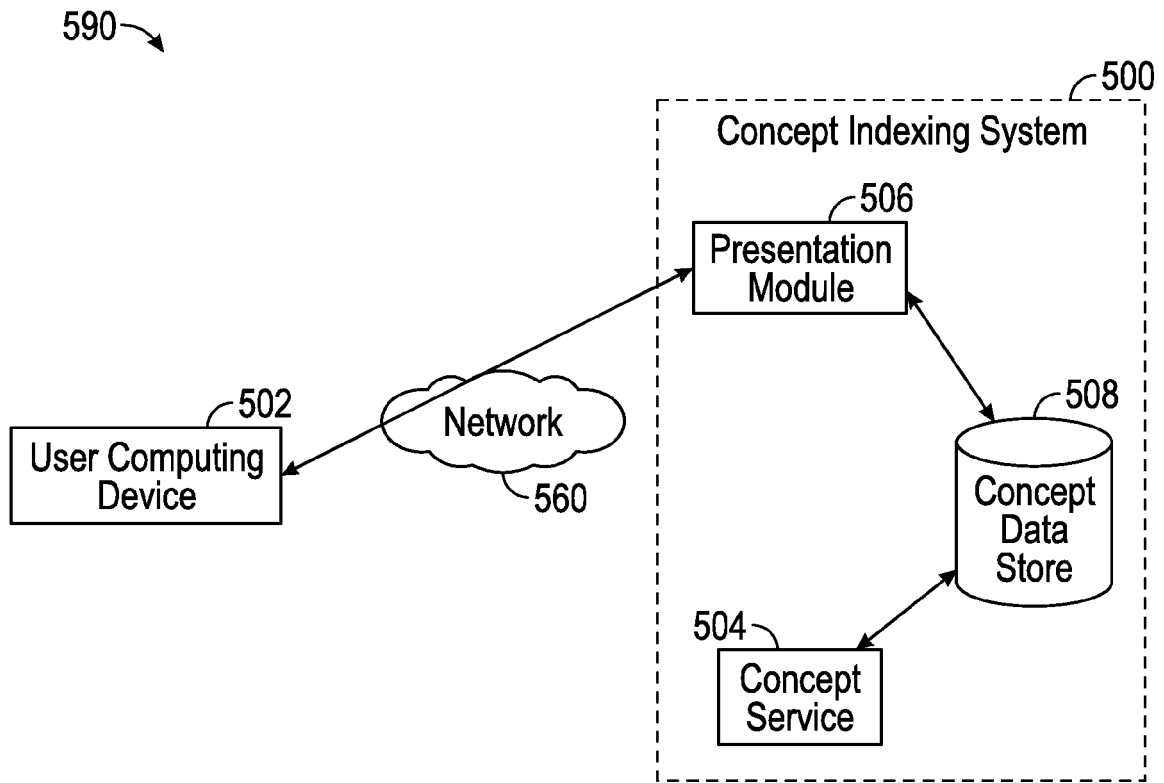 590
500
Concept Indexing System
506
Presentation
Module
502
User Computing
Device
Network
560
508
Concept
Data
Store
504
Concept
Service